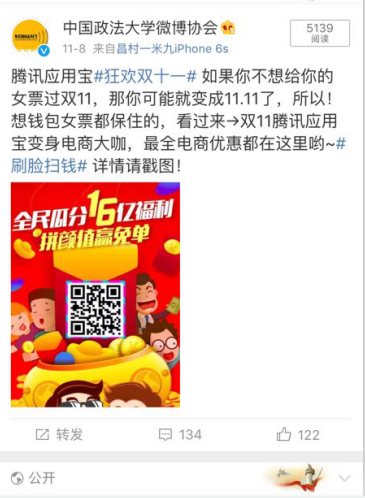 中国政法大学微博协会
5139
阅读
11-8 来自昌村一米九iPhone 6s
腾讯应用宝#狂欢双十一# 如果你不想给你的
女票过双11，那你可能就变成11.11了，所以！
想钱包女票都保住的，看过来→双11腾讯应用
宝变身电商大咖，最全电商优惠都在这里哟~#
刷脸扫钱# 详情请戳图！
全民瓜分16亿福利
拼颜值赢免单
转发
134
122
公开